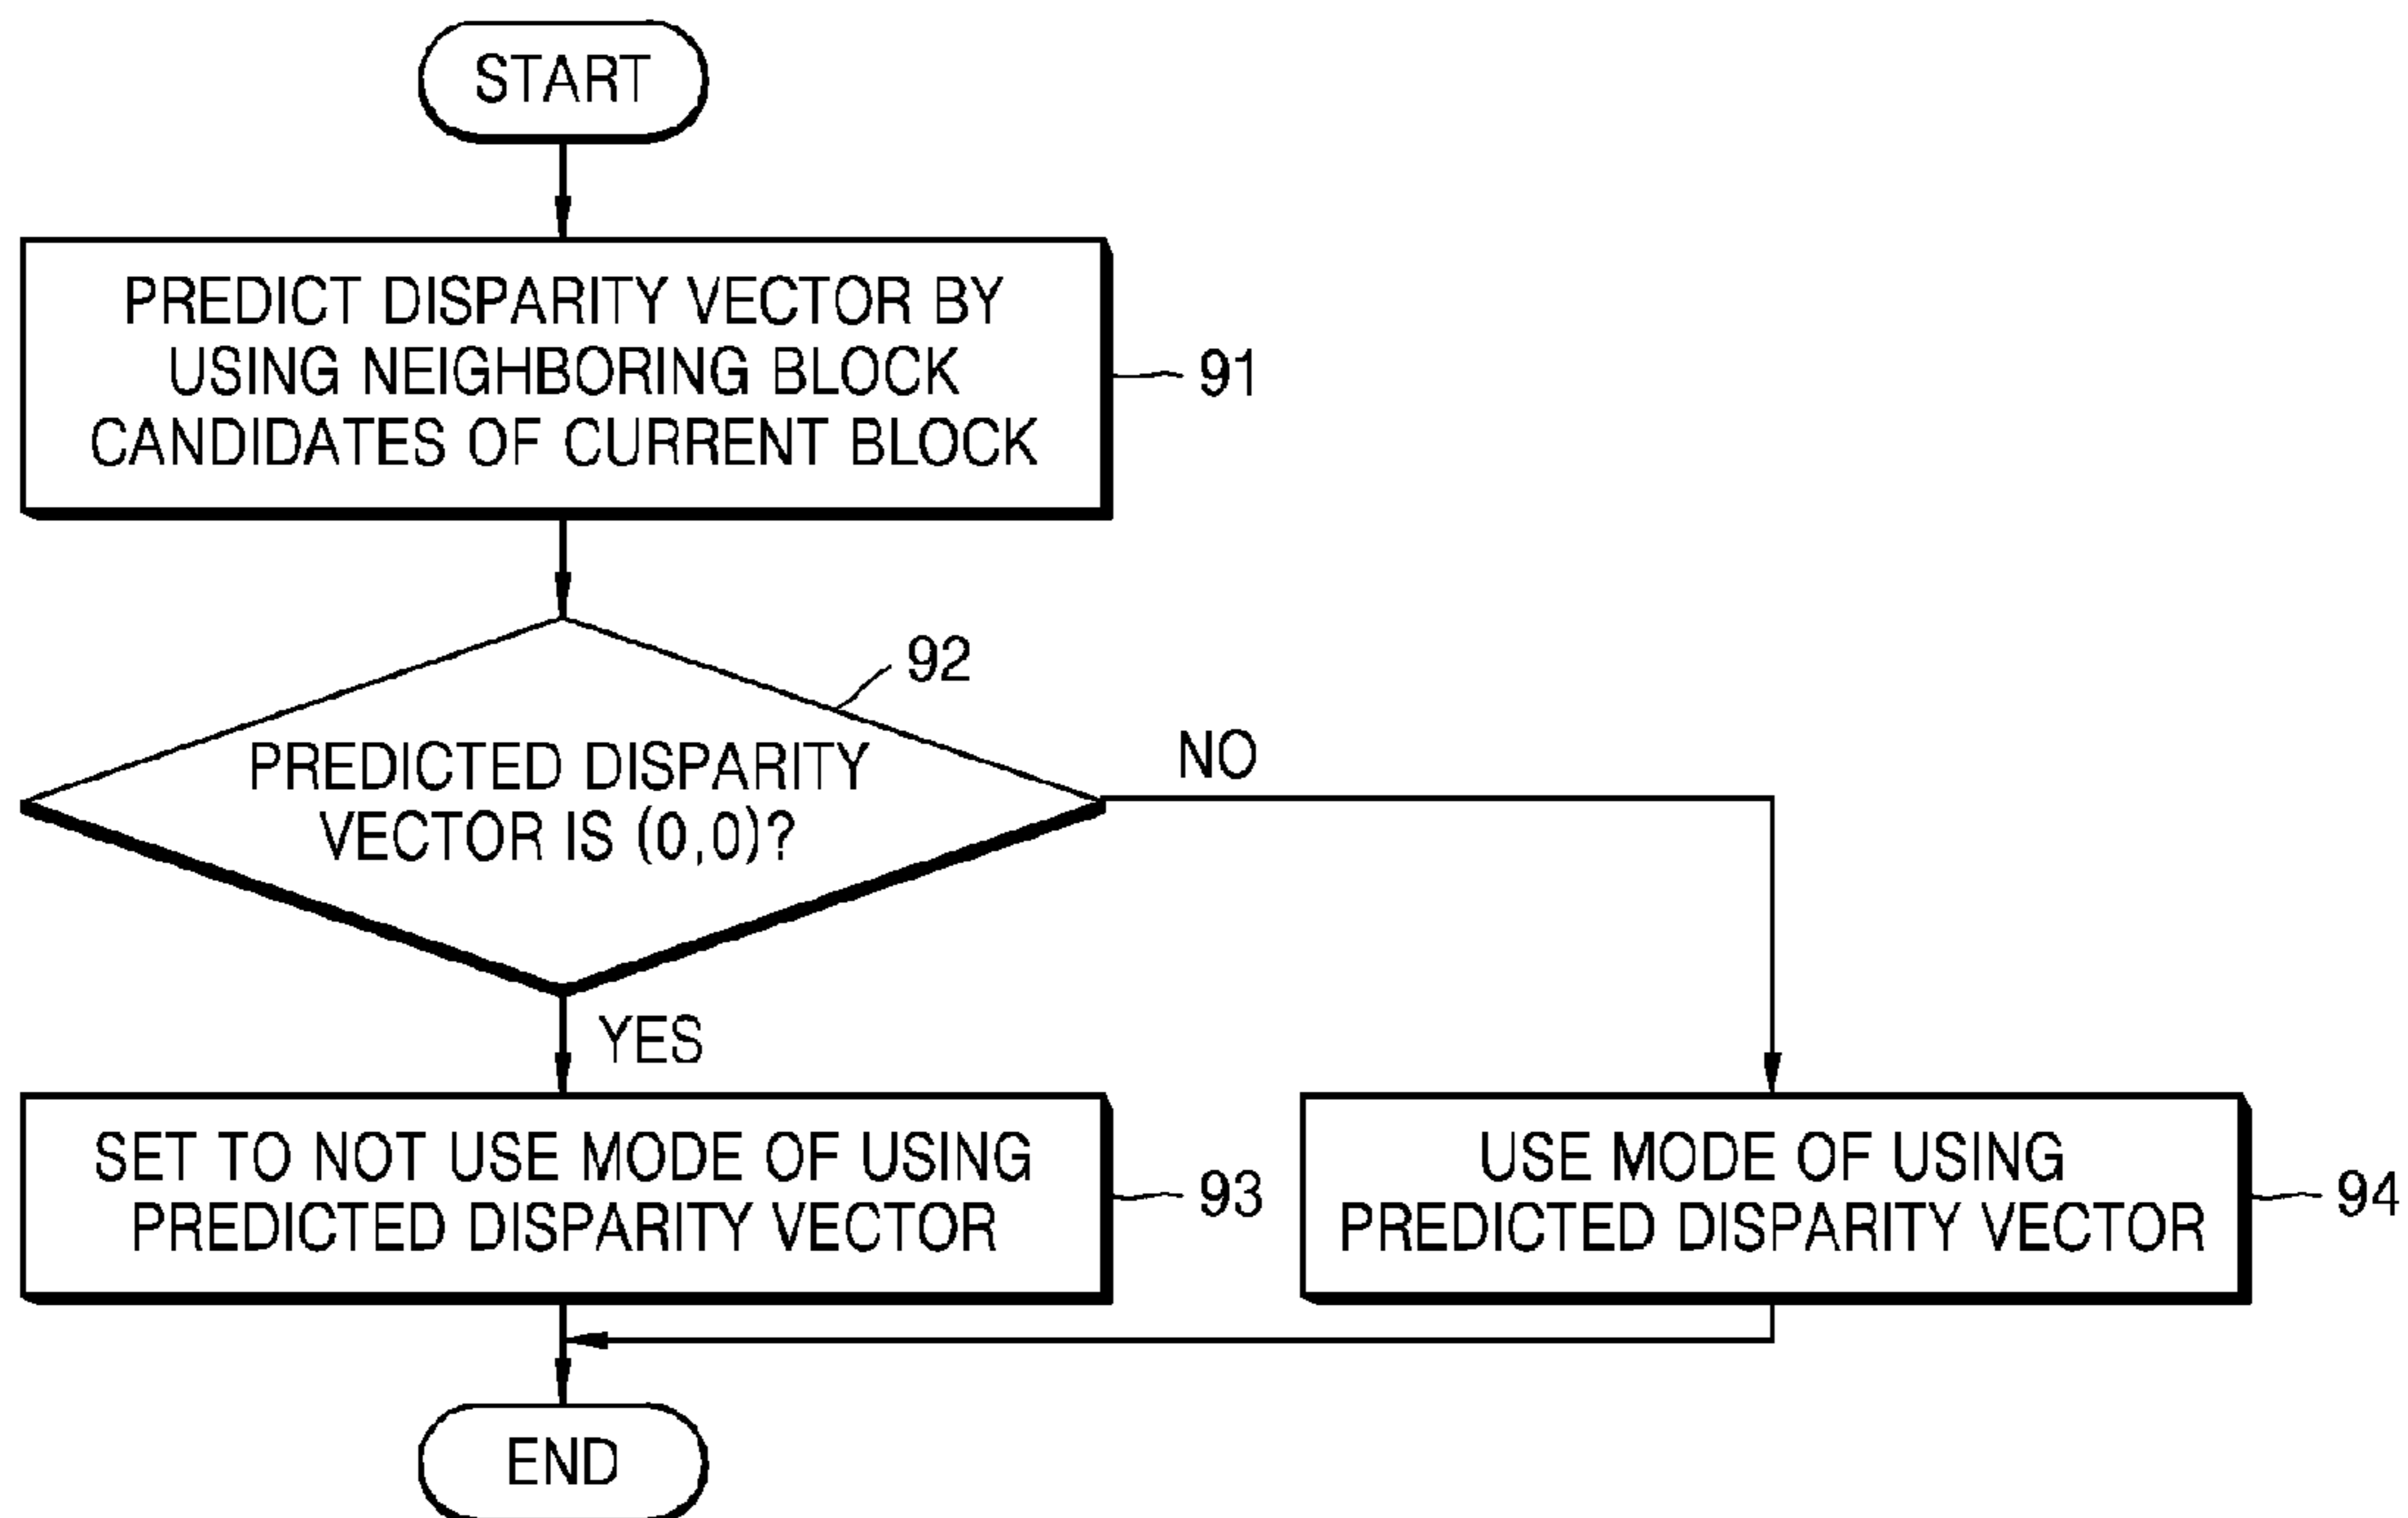 START
PREDICT DISPARITY VECTOR BY
USING NEIGHBORING BLOCK
CANDIDATES OF CURRENT BLOCK
91
92
PREDICTED DISPARITY
VECTOR IS (0,0)?
NO
YES
SET TO NOT USE MODE OF USING
PREDICTED DISPARITY VECTOR
93
USE MODE OF USING
PREDICTED DISPARITY VECTOR
94
END